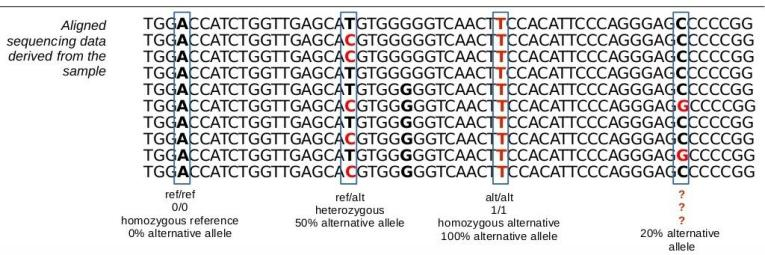 Aligned
sequencing data
derived from the
sample
TGGACCATCTGGTTGAGCATGTGGGGGTCAACTTCCACATTCCCAGGGAGCCCCCGG
TGGACCATCTGGTTGAGCACGTGGGGGTCAACTTCCACATTCCCAGGGAGCCCCCGG
TGGACCATCTGGTTGAGCACGTGGGGGTCAACTTCCACATTCCCAGGGAGCCCCCGG
TGGACCATCTGGTTGAGCATGTGGGGGTCAACTTCCACATTCCCAGGGAGCCCCCGG
TGGACCATCTGGTTGAGCATGTGGGGGTCAACTTCCACATTCCCAGGGAGCCCCCGG
TGGACCATCTGGTTGAGCACGTGGGGGTCAACTTCCACATTCCCAGGGAGGCCCCGG
TGGACCATCTGGTTGAGCATGTGGGGGTCAACTTCCACATTCCCAGGGAGCCCCCGG
TGGACCATCTGGTTGAGCACGTGGGGGTCAACTTCCACATTCCCAGGGAGCCCCCGG
TGGACCATCTGGTTGAGCATGTGGGGGTCAACTTCCACATTCCCAGGGAGGCCCCGG
TGGACCATCTGGTTGAGCACGTGGGGGTCAACTTCCACATTCCCAGGGAGCCCCCGG
ref/ref
0/0
homozygous reference
0% alternative allele
ref/alt
heterozygous
50% alternative allele
alt/alt
1/1
homozygous alternative
100% alternative allele
?
?
?
20% alternative
allele